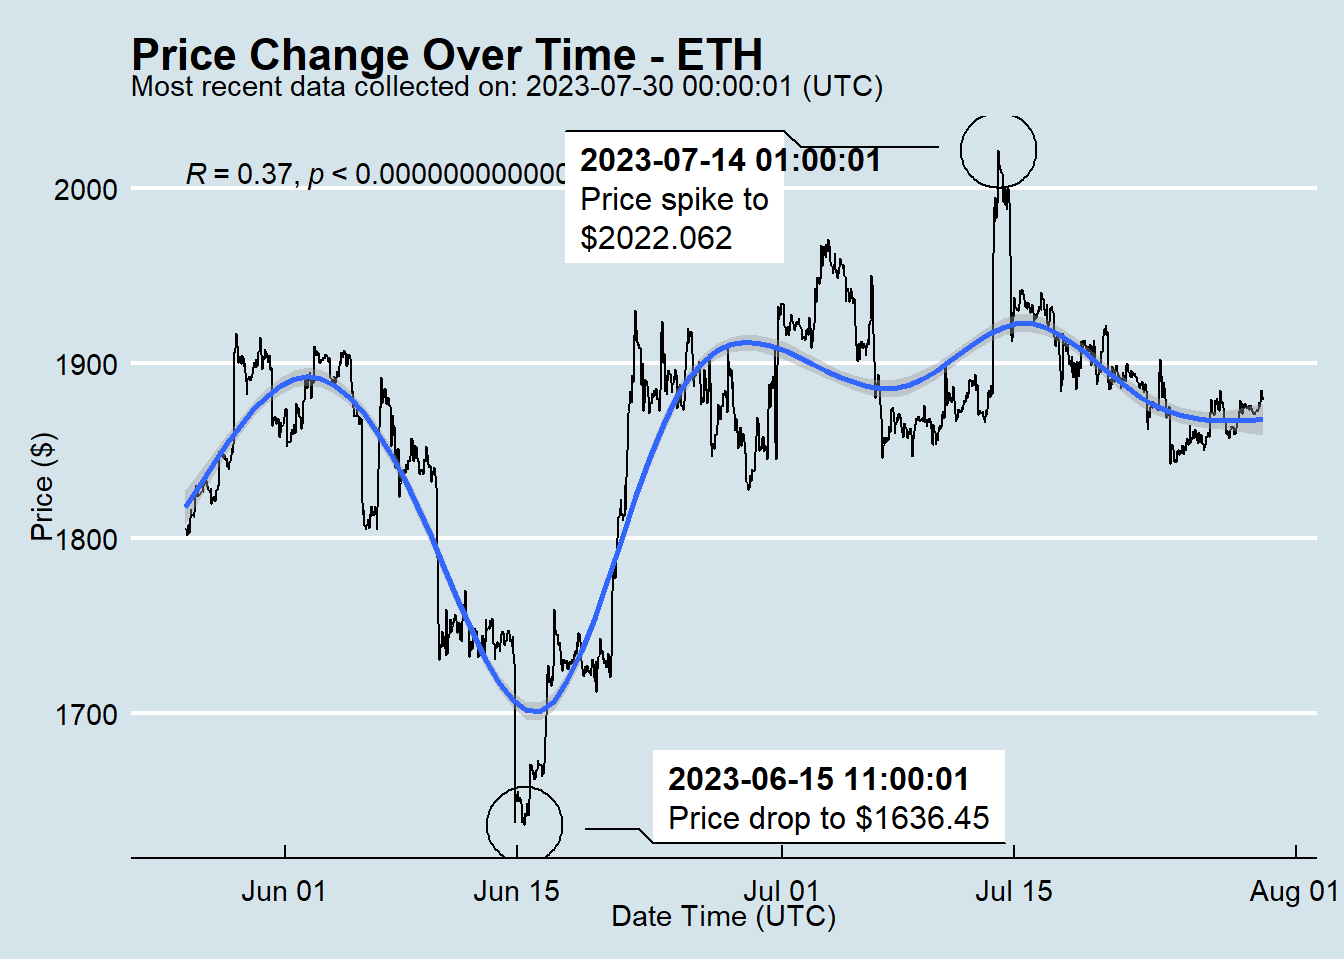 Price Change Over Time - ETH
Most recent data collected on: 2023-07-30 00:00:01 (UTC)
R = 0.37, p < 0.000000000000
2023-07-14 01:00:01
Price spike to
$2022.062
2000
1900
1800
1700
Price ($)
2023-06-15 11:00:01
Price drop to $1636.45
Jun 01
Jun 15
Jul 01
Jul 15
Aug 01
Date Time (UTC)